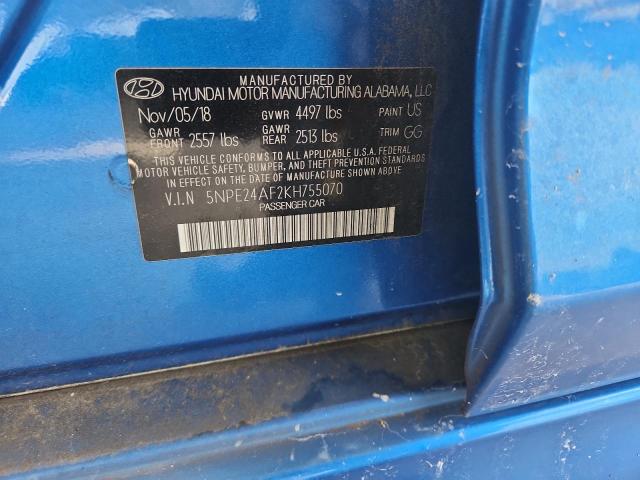 MANUFACTURED BY
HYUNDAI MOTOR MANUFACTURING ALABAMA, LLC
Nov/05/18 GVWR 4497 lbs PAINT US
GAWR FRONT 2557 lbs GAWR REAR 2513 lbs TRIM GG
THIS VEHICLE CONFORMS TO ALL APPLICABLE U.S.A. FEDERAL
MOTOR VEHICLE SAFETY, BUMPER, AND THEFT PREVENTION STANDARDS
IN EFFECT ON THE DATE OF MANUFACTURE SHOWN ABOVE
V.I.N 5NPE24AF2KH755070
PASSENGER CAR